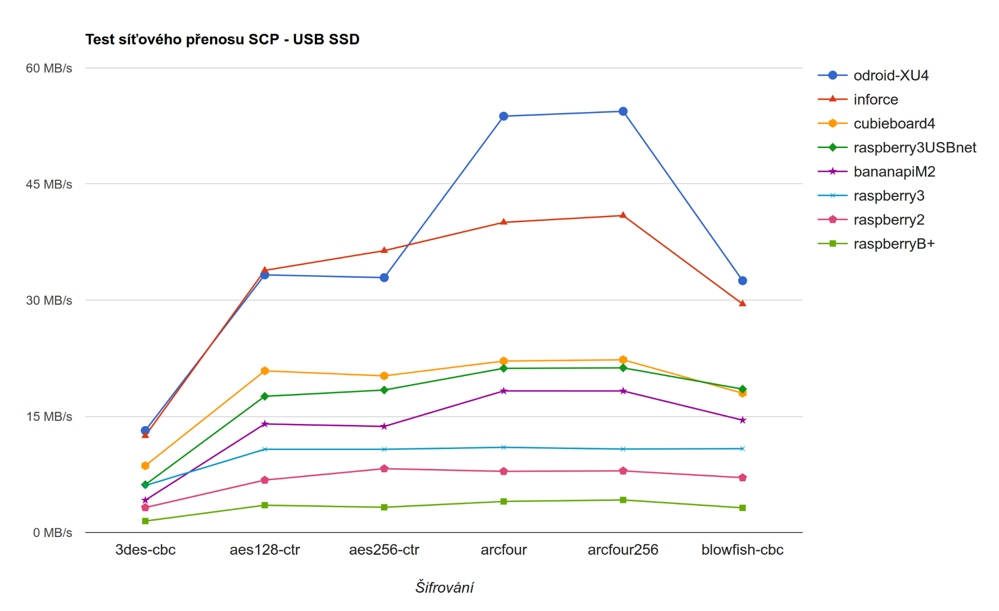 Test síťového přenosu SCP - USB SSD
60 MB/s
45 MB/s
30 MB/s
15 MB/s
0 MB/s
3des-cbc
aes128-ctr
aes256-ctr
arcfour
arcfour256
blowfish-cbc
Šifrování
odroid-XU4
inforce
cubieboard4
raspberry3USBnet
bananapiM2
raspberry3
raspberry2
raspberryB+